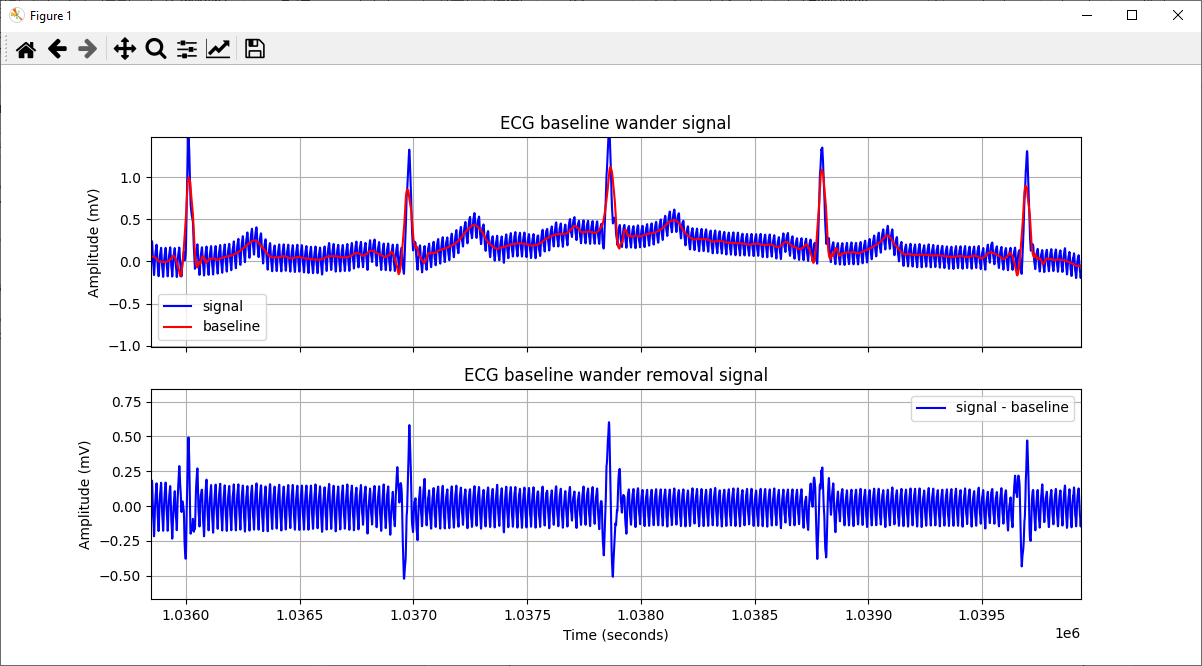 Figure 1
ECG baseline wander signal
Amplitude (mV)
1.0
0.5
0.0
−0.5
−1.0
signal
baseline
ECG baseline wander removal signal
Amplitude (mV)
0.75
0.50
0.25
0.00
−0.25
−0.50
signal - baseline
1.0360 1.0365 1.0370 1.0375 1.0380 1.0385 1.0390 1.0395
Time (seconds)
1e6